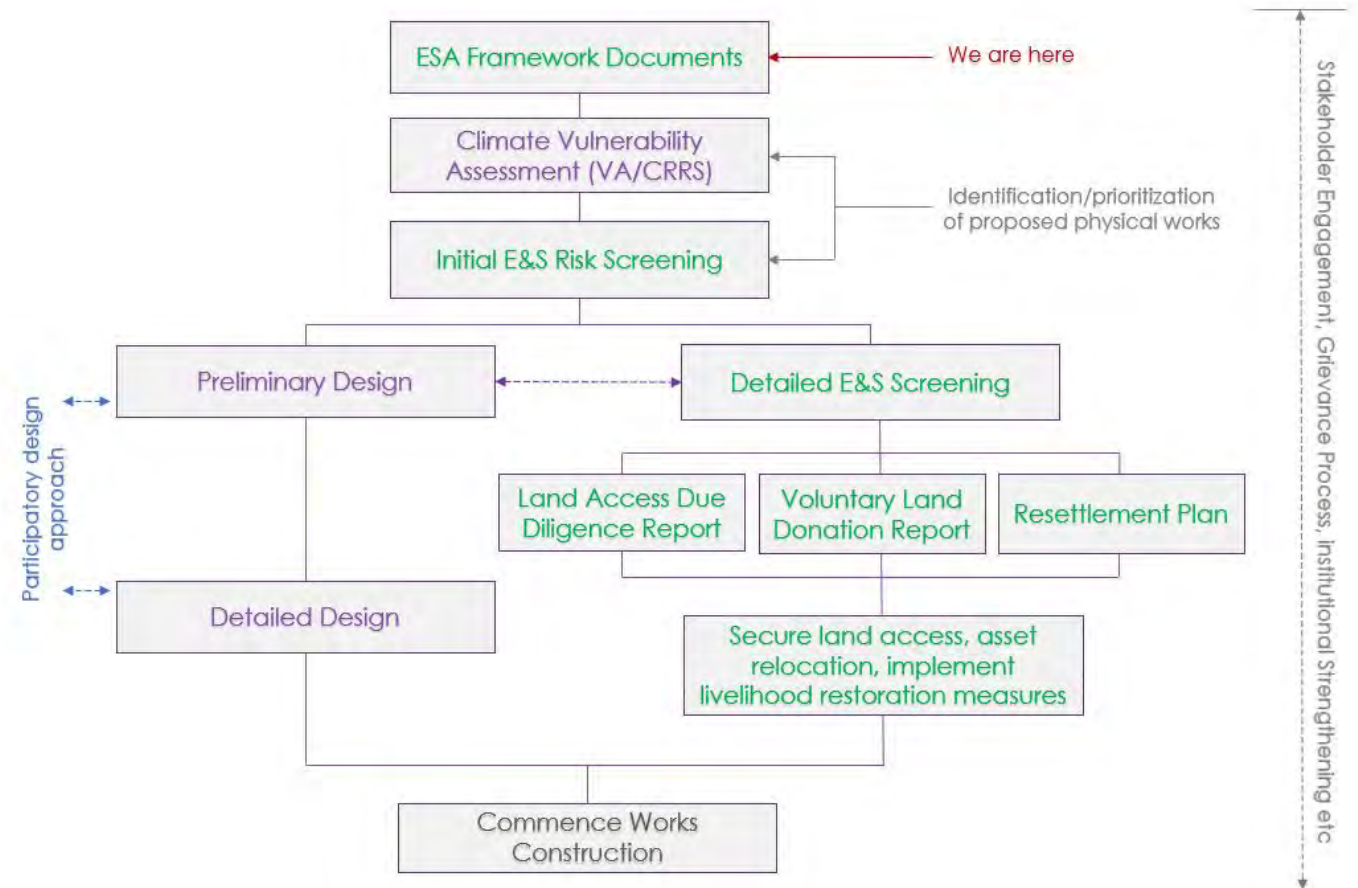 ESA Framework Documents
We are here
Climate Vulnerability
Assessment (VA/CRRS)
Identification/prioritization
of proposed physical works
Initial E&S Risk Screening
Preliminary Design
Detailed E&S Screening
Participatory design
approach
Land Access Due
Diligence Report
Voluntary Land
Donation Report
Resettlement Plan
Detailed Design
Secure land access, asset
relocation, implement
livelihood restoration measures
Commence Works
Construction
Stakeholder Engagement, Grievance Process, institutional Strengthening etc